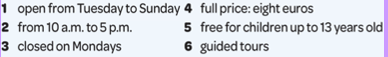 1 open from Tuesday to Sunday
2 from 10 a.m. to 5 p.m.
3 closed on Mondays
4 full price: eight euros
5 free for children up to 13 years old
6 guided tours